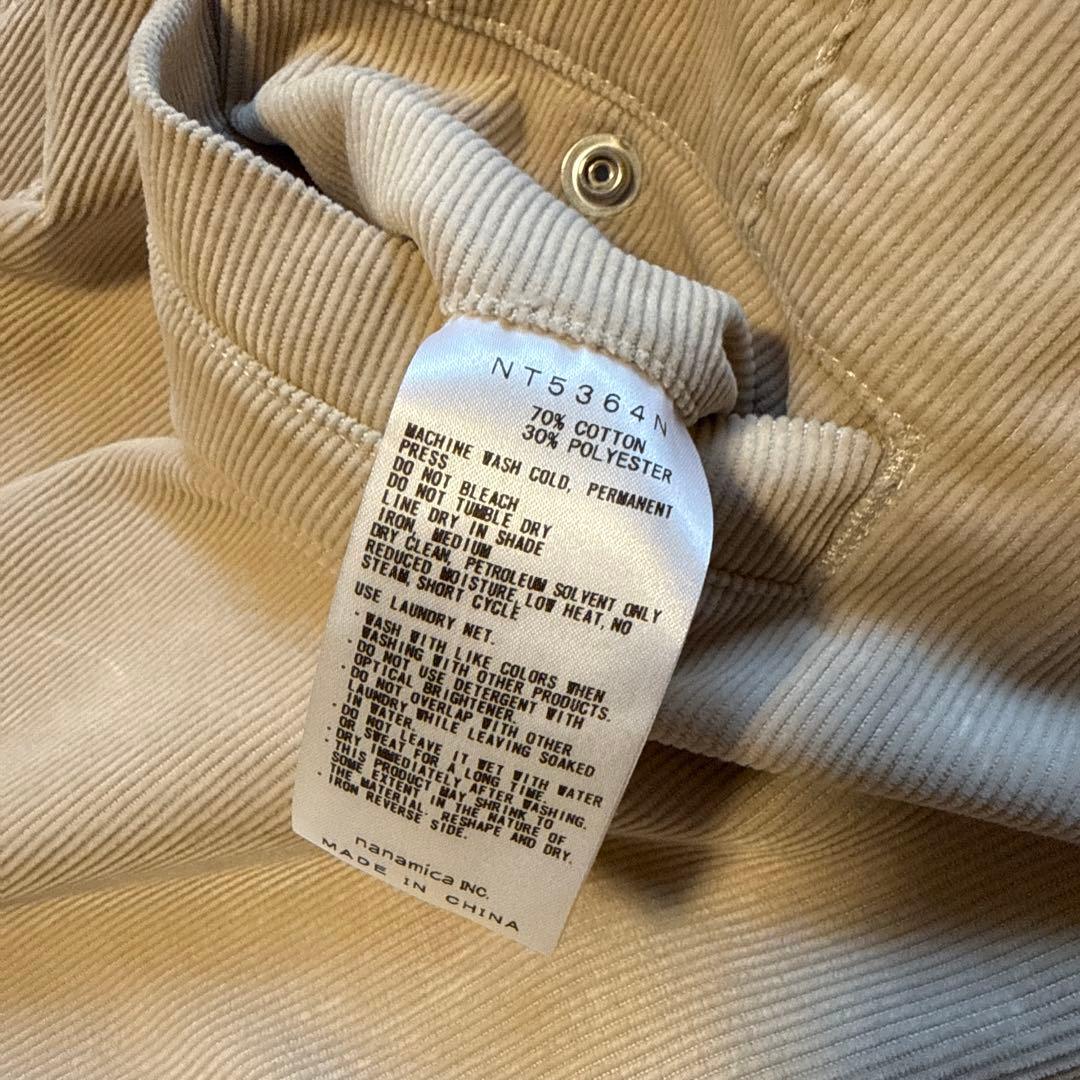 NT5364N
70% COTTON
30% POLYESTER
MACHINE WASH COLD, PERMANENT
PRESS
DO NOT BLEACH
DO NOT TUMBLE DRY
LINE DRY IN SHADE
IRON, MEDIUM
DRY CLEAN, PETROLEUM SOLVENT ONLY
REDUCED MOISTURE, LOW HEAT, NO
STEAM, SHORT CYCLE
USE LAUNDRY NET.
· WASH WITH LIKE COLORS WHEN
WASHING WITH OTHER PRODUCTS.
· DO NOT USE DETERGENT WITH
OPTICAL BRIGHTENER.
· DO NOT OVERLAP WITH OTHER
LAUNDRY WHILE LEAVING SOAKED
IN WATER.
· DO NOT LEAVE IT WET WITH WATER
OR SWEAT FOR A LONG TIME.
· DRY IMMEDIATELY AFTER WASHING.
· THIS PRODUCT MAY SHRINK TO
SOME EXTENT IN THE NATURE OF
THE MATERIAL. RESHAPE AND DRY.
· IRON REVERSE SIDE.
nanamica INC.
MADE IN CHINA